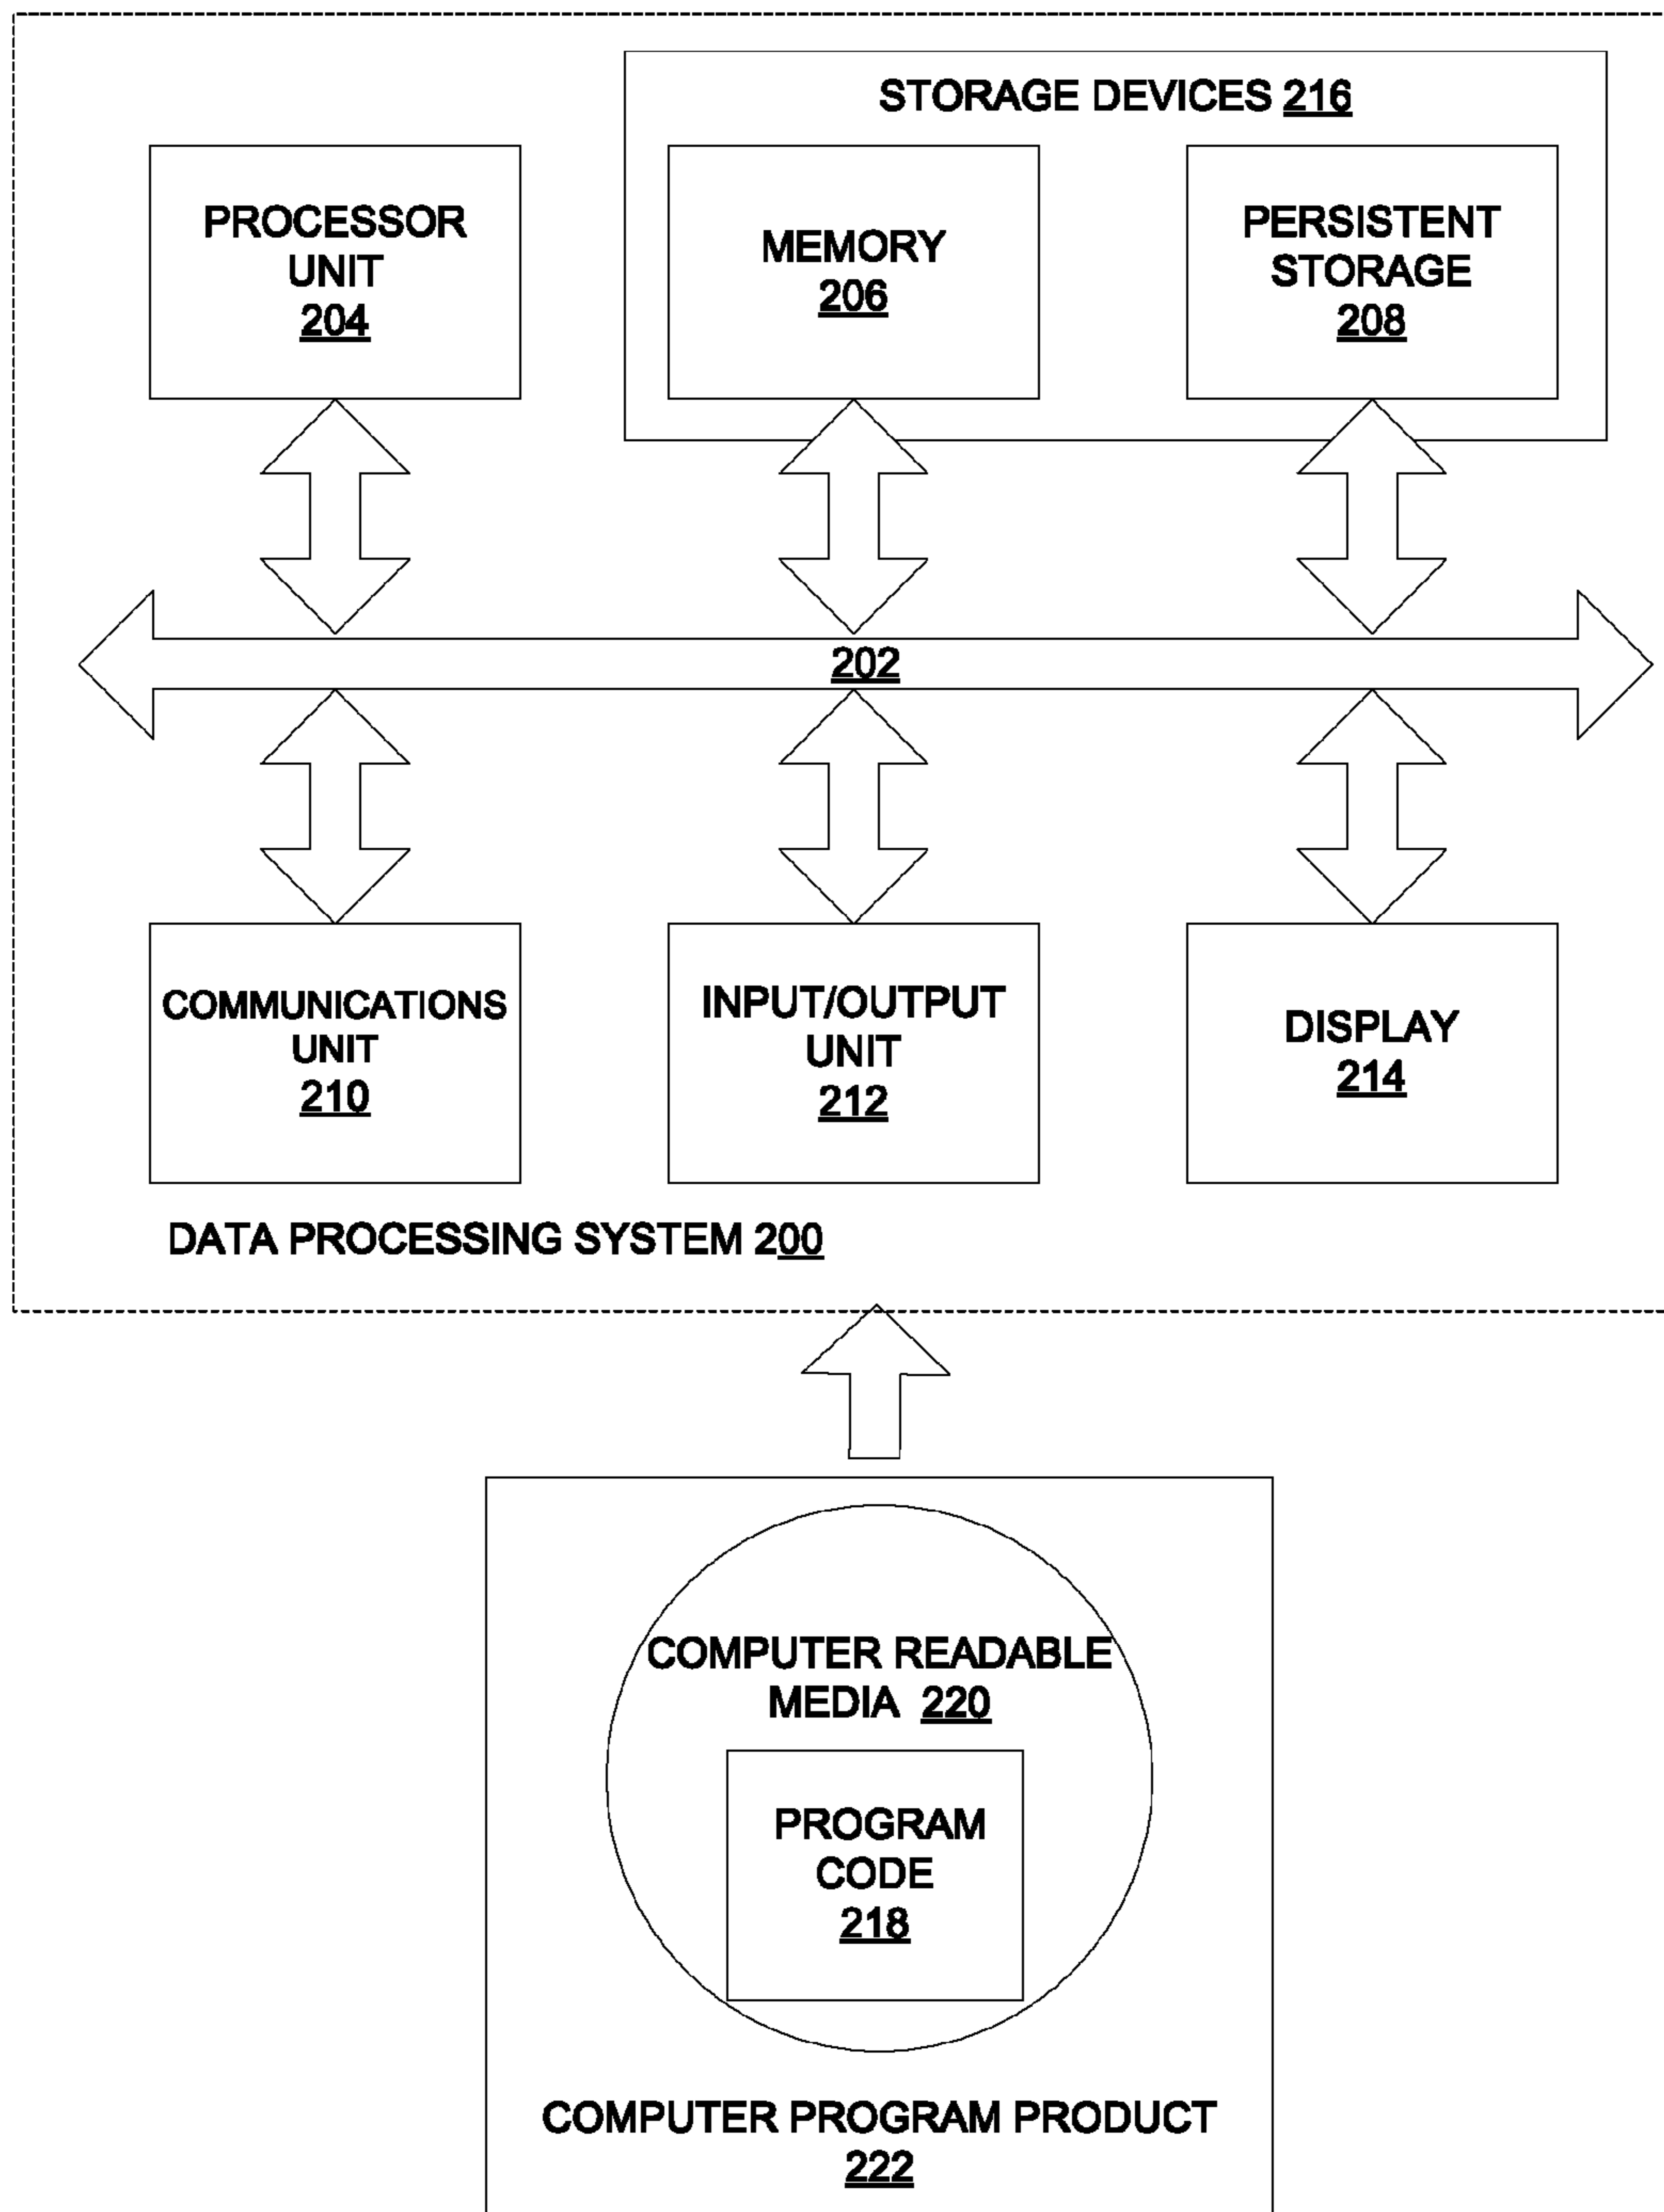 STORAGE DEVICES 216
PROCESSOR
UNIT
204
MEMORY
206
PERSISTENT
STORAGE
208
202
COMMUNICATIONS
UNIT
210
INPUT/OUTPUT
UNIT
212
DISPLAY
214
DATA PROCESSING SYSTEM 200
COMPUTER READABLE
MEDIA 220
PROGRAM
CODE
218
COMPUTER PROGRAM PRODUCT
222